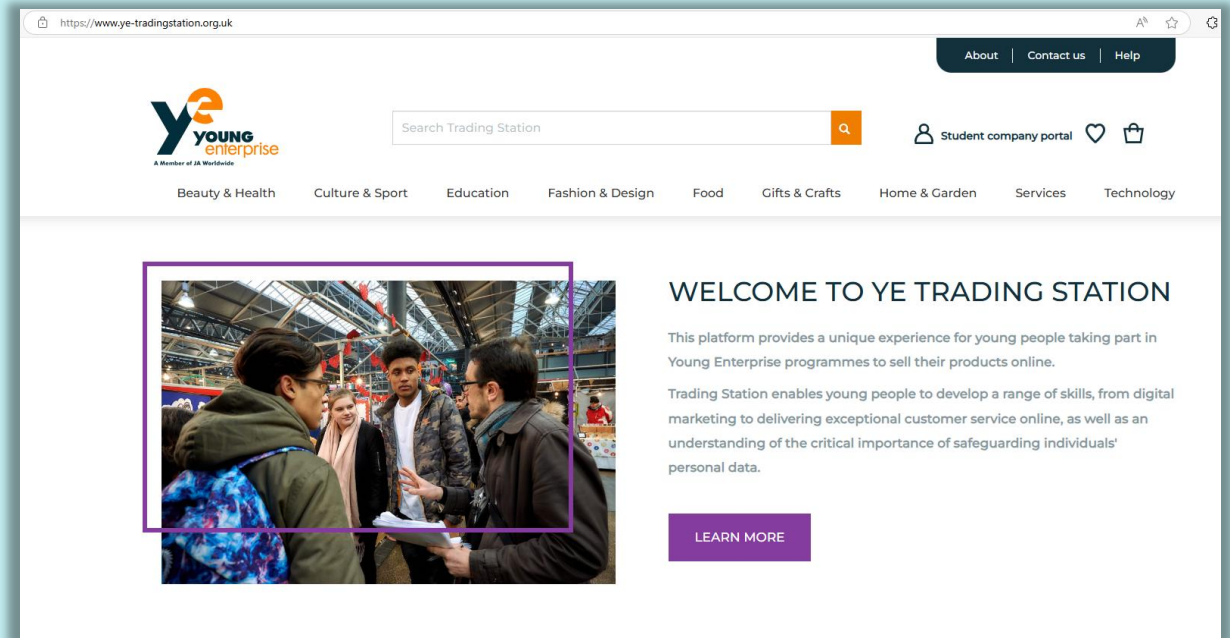 https://www.ye-tradingstation.org.uk
About | Contact us | Help
ye
YOUNG
enterprise
A Member of JA Worldwide
Search Trading Station
Student company portal
Beauty & Health Culture & Sport Education Fashion & Design Food Gifts & Crafts Home & Garden Services Technology
WELCOME TO YE TRADING STATION
This platform provides a unique experience for young people taking part in
Young Enterprise programmes to sell their products online.
Trading Station enables young people to develop a range of skills, from digital
marketing to delivering exceptional customer service online, as well as an
understanding of the critical importance of safeguarding individuals'
personal data.
LEARN MORE